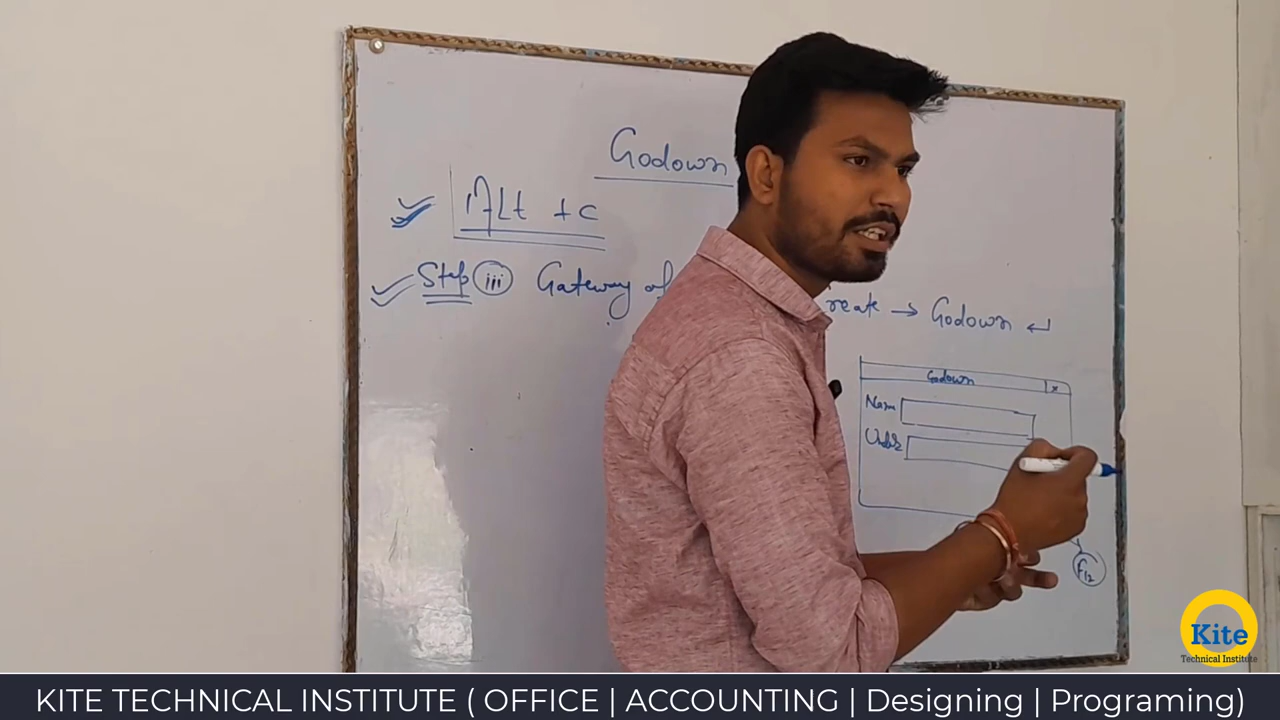 Godown
Alt + c
Step iii Gateway of reate → Godown ↵
Godown x
Nam
Under
F12
Kite
Technical Institute
KITE TECHNICAL INSTITUTE ( OFFICE | ACCOUNTING | Designing | Programing)